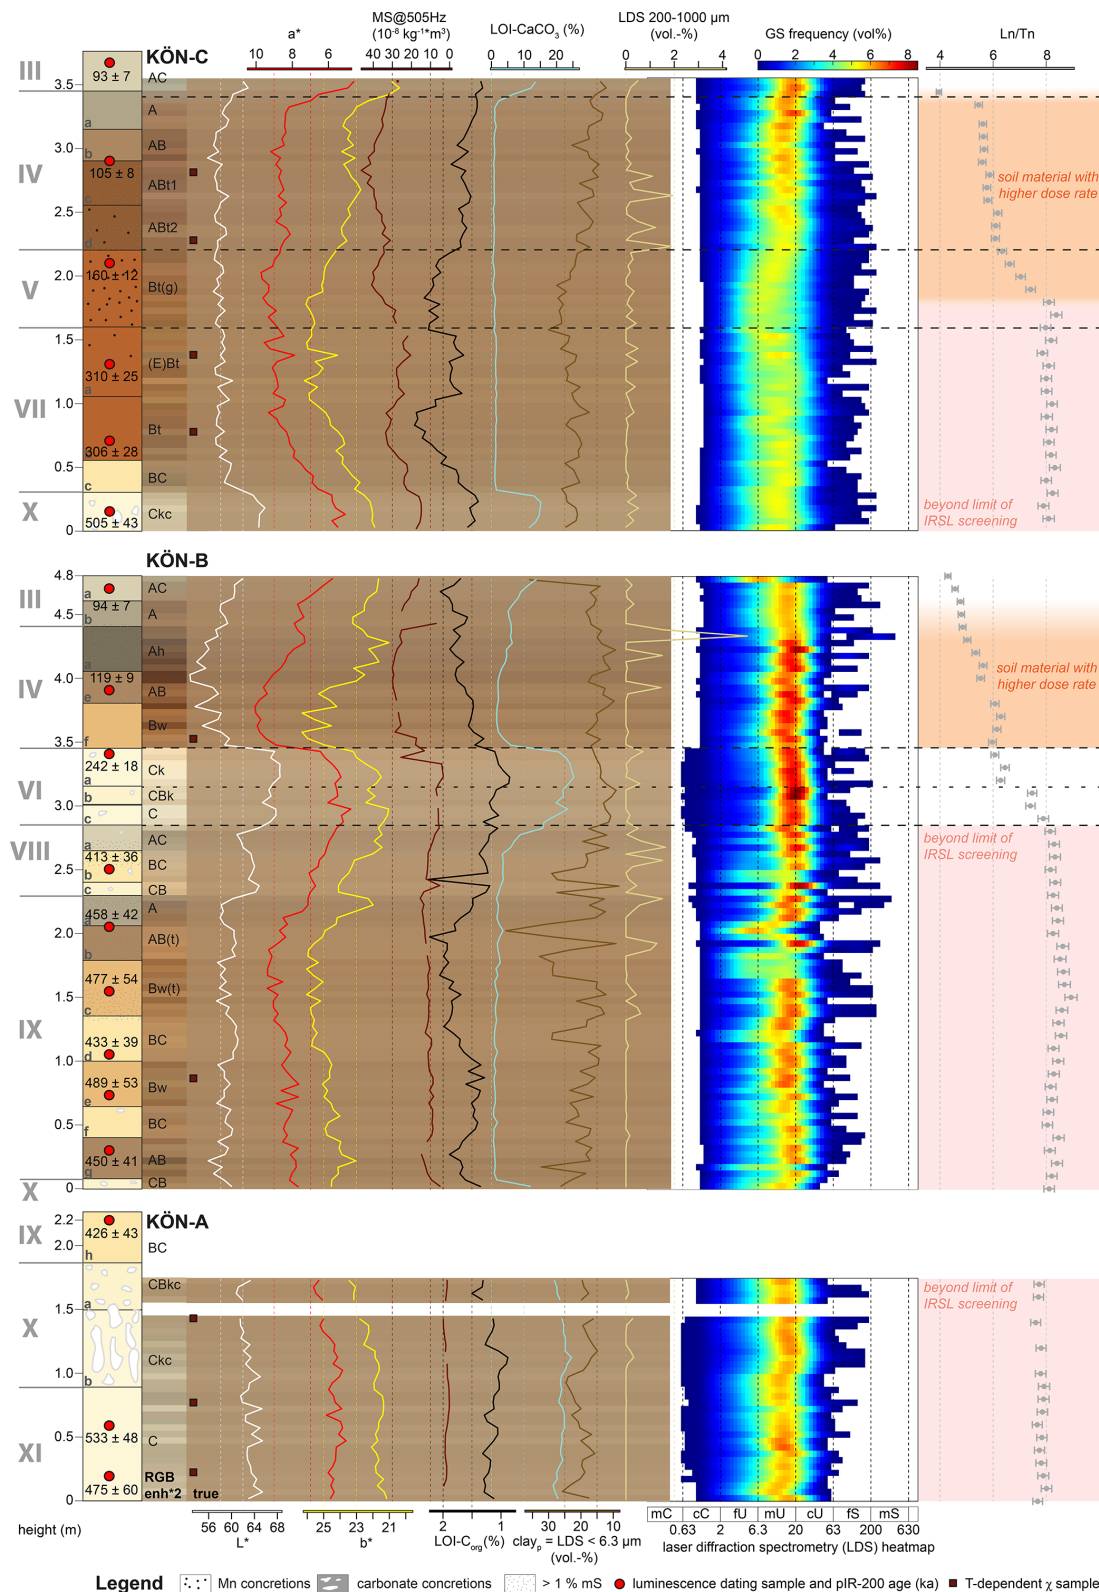 MS@505Hz
(10-8 kg-1*m3)
LOI-CaCO3 (%)
LDS 200-1000 µm
(vol.-%)
GS frequency (vol%)
Ln/Tn
a*
10 8 6
40 30 20 10 0
0 10 20
0 2 4
0 2 4 6 8
4 6 8
KÖN-C
III
93 ± 7
AC
3.5
A
a
3.0
b
AB
IV
105 ± 8
ABt1
soil material with
higher dose rate
c
2.5
ABt2
d
160 ± 12
2.0
V
Bt(g)
1.5
(E)Bt
310 ± 25
a
1.0
VII
Bt
306 ± 28
0.5
c
BC
X
Ckc
505 ± 43
0
beyond limit of
IRSL screening
KÖN-B
4.8
III
AC
94 ± 7
b
4.5
A
Ah
a
IV
119 ± 9
4.0
AB
e
soil material with
higher dose rate
Bw
f
3.5
242 ± 18
Ck
a
VI
b
CBk
3.0
C
c
VIII
a
AC
413 ± 36
BC
b
2.5
c
CB
beyond limit of
IRSL screening
458 ± 42
A
a
2.0
AB(t)
b
477 ± 54
Bw(t)
1.5
c
IX
433 ± 39
BC
d
1.0
489 ± 53
Bw
e
0.5
f
BC
450 ± 41
AB
g
X
0
CB
KÖN-A
2.2
426 ± 43
IX
2.0
BC
h
CBkc
a
1.5
beyond limit of
IRSL screening
X
Ckc
1.0
b
533 ± 48
0.5
C
XI
475 ± 60
0
RGB
enh*2 true
height (m)
56 60 64 68
L*
25 23 21
b*
2 1
LOI-Corg(%)
30 20 10
clayp = LDS < 6.3 µm
(vol.-%)
mC cC fU mU cU fS mS
0.63 2 6.3 20 63 200 630
laser diffraction spectrometry (LDS) heatmap
Legend Mn concretions carbonate concretions > 1 % mS luminescence dating sample and pIR-200 age (ka) T-dependent χ sample